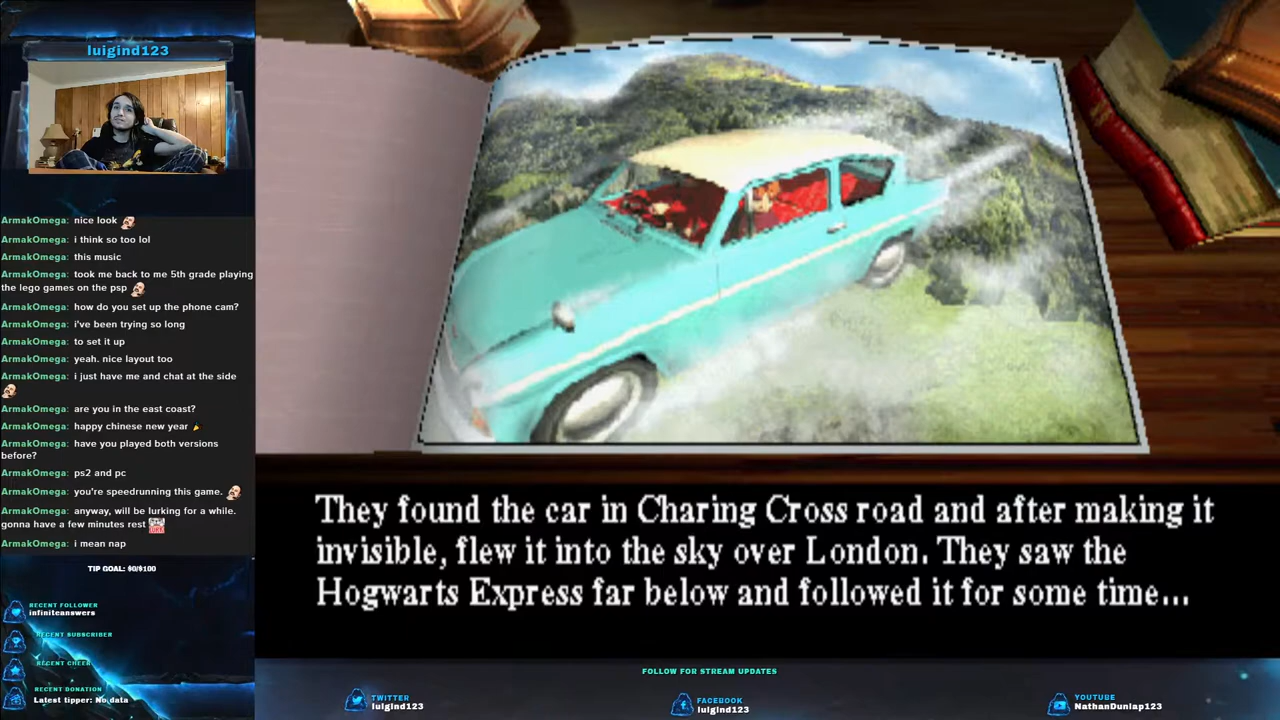 luigind123
ArmakOmega: nice look
ArmakOmega: i think so too lol
ArmakOmega: this music
ArmakOmega: took me back to me 5th grade playing
the lego games on the psp
ArmakOmega: how do you set up the phone cam?
ArmakOmega: i've been trying so long
ArmakOmega: to set it up
ArmakOmega: yeah. nice layout too
ArmakOmega: i just have me and chat at the side
ArmakOmega: are you in the east coast?
ArmakOmega: happy chinese new year
ArmakOmega: have you played both versions
before?
ArmakOmega: ps2 and pc
ArmakOmega: you're speedrunning this game.
ArmakOmega: anyway, will be lurking for a while.
gonna have a few minutes rest
ArmakOmega: i mean nap
TIP GOAL: $0/$100
RECENT FOLLOWER
infiniteanswers
RECENT SUBSCRIBER
RECENT CHEER
RECENT DONATION
Latest tipper: No data
They found the car in Charing Cross road and after making it
invisible, flew it into the sky over London. They saw the
Hogwarts Express far below and followed it for some time...
FOLLOW FOR STREAM UPDATES
TWITTER
luigind123
FACEBOOK
luigind123
YOUTUBE
NathanDunlap123